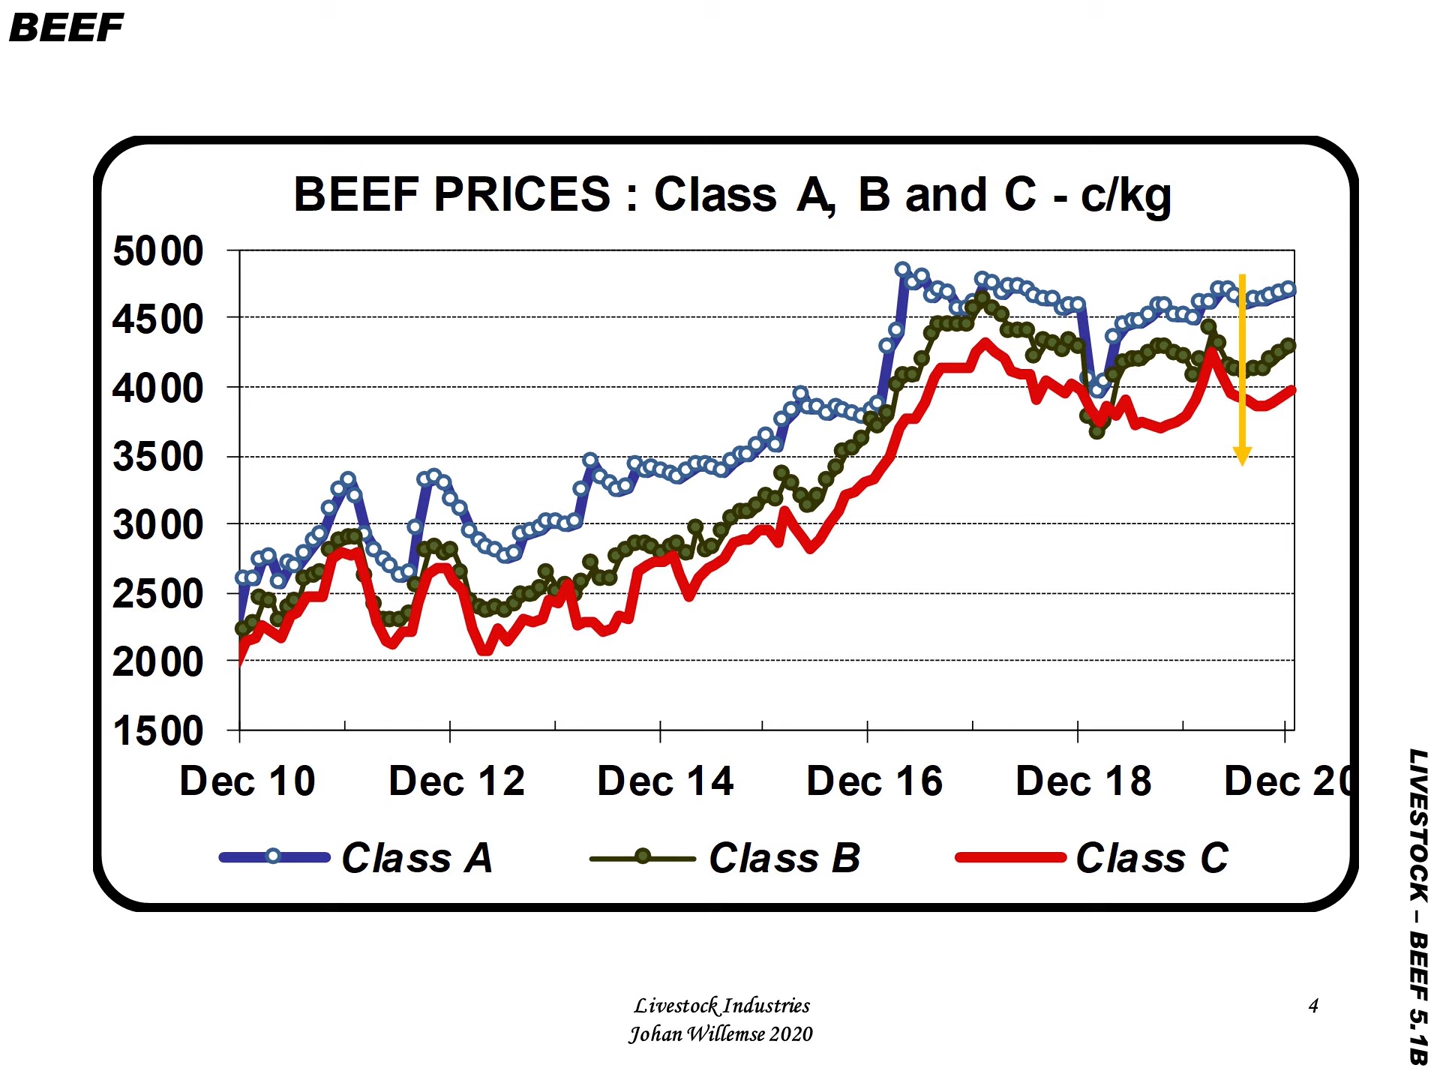 BEEF
BEEF PRICES : Class A, B and C - c/kg
5000
4500
4000
3500
3000
2500
2000
1500
Dec 10 Dec 12 Dec 14 Dec 16 Dec 18 Dec 20
Class A Class B Class C
LIVESTOCK – BEEF 5.1B
Livestock Industries
Johan Willemse 2020
4